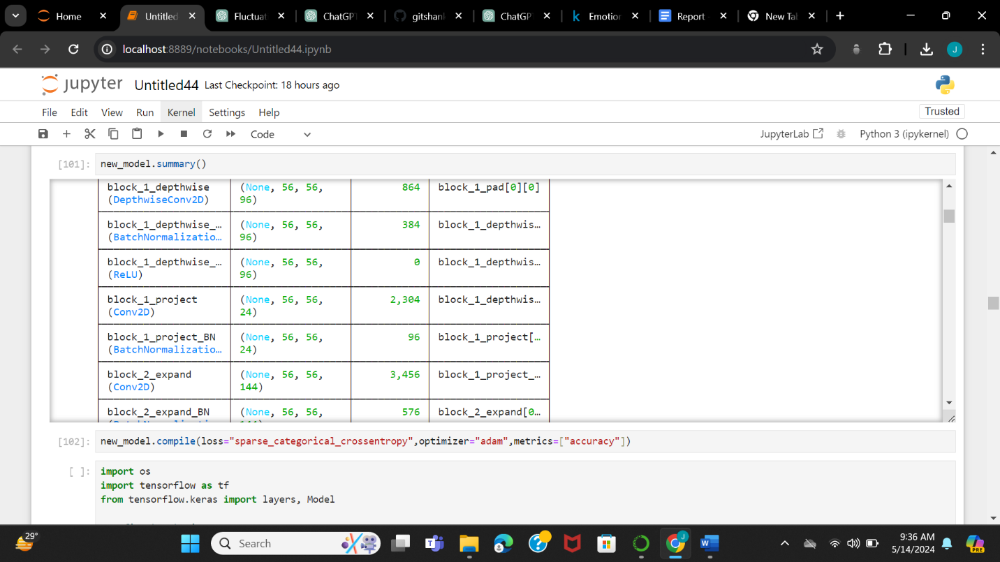 Home
Untitled
Fluctuat
ChatGPT
gitshank
ChatGP
Emotion
Report -
New Tab
localhost:8889/notebooks/Untitled44.ipynb
J
jupyter Untitled44 Last Checkpoint: 18 hours ago
File Edit View Run Kernel Settings Help
Trusted
Code
JupyterLab
Python 3 (ipykernel)
[101]: new_model.summary()
block_1_depthwise (None, 56, 56, 864 block_1_pad[0][0]
(DepthwiseConv2D) 96)
block_1_depthwise_… (None, 56, 56, 384 block_1_depthwis…
(BatchNormalizatio… 96)
block_1_depthwise_… (None, 56, 56, 0 block_1_depthwis…
(ReLU) 96)
block_1_project (None, 56, 56, 2,304 block_1_depthwis…
(Conv2D) 24)
block_1_project_BN (None, 56, 56, 96 block_1_project[…
(BatchNormalizatio… 24)
block_2_expand (None, 56, 56, 3,456 block_1_project_…
(Conv2D) 144)
block_2_expand_BN (None, 56, 56, 576 block_2_expand[0…
[102]: new_model.compile(loss="sparse_categorical_crossentropy",optimizer="adam",metrics=["accuracy"])
[ ]: import os
import tensorflow as tf
from tensorflow.keras import layers, Model
29°
Search
J
9:36 AM
5/14/2024
PRE